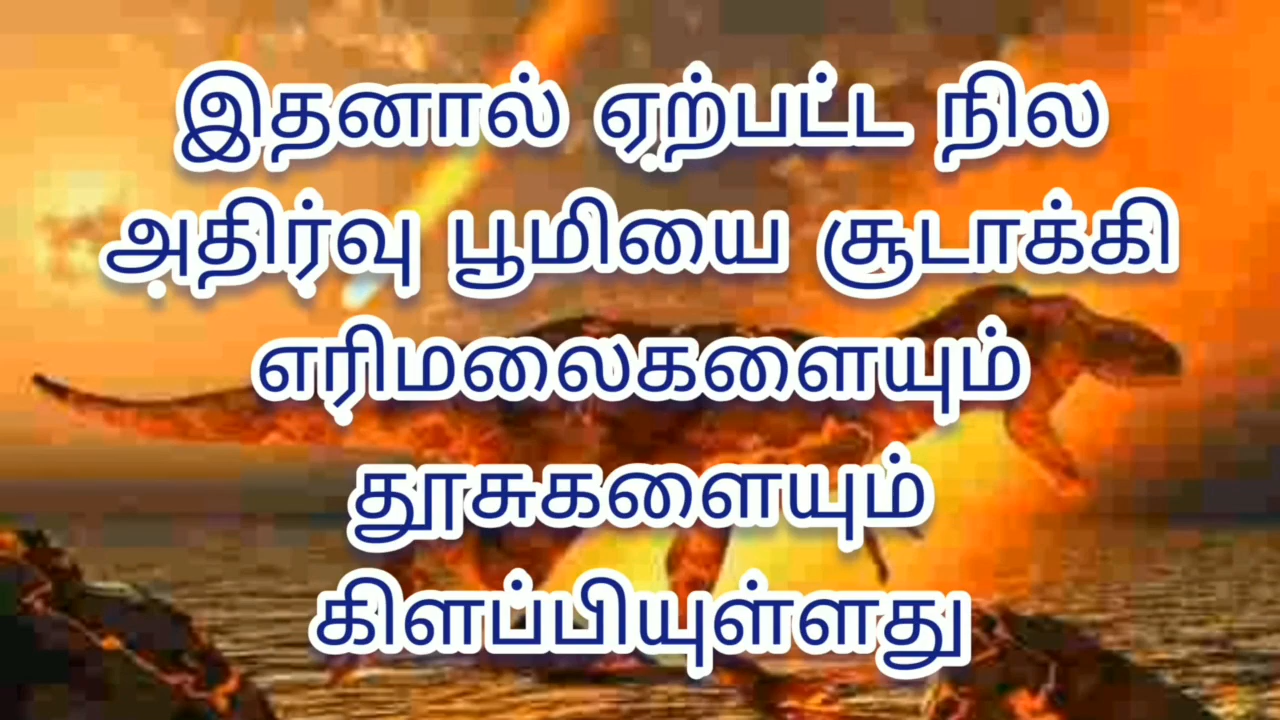 இதனால் ஏற்பட்ட நில
அதிர்வு பூமியை சூடாக்கி
எரிமலைகளையும்
தூசுகளையும்
கிளப்பியுள்ளது